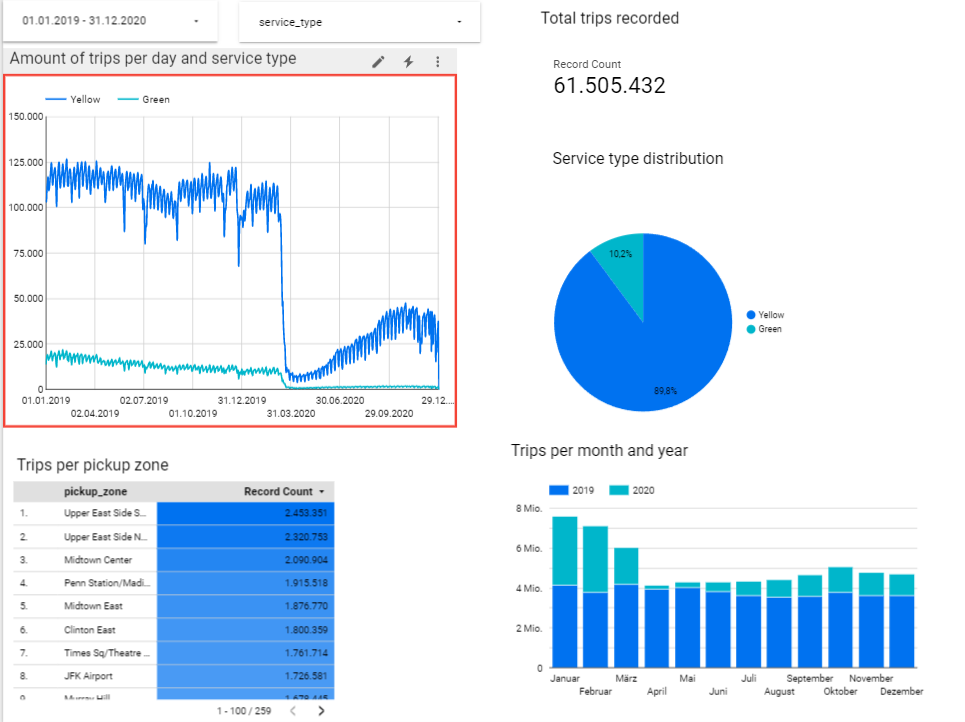 01.01.2019 - 31.12.2020
service_type
Total trips recorded
Record Count
61.505.432
Amount of trips per day and service type
Yellow
Green
150.000
125.000
100.000
75.000
50.000
25.000
0
01.01.2019 02.07.2019 31.12.2019 30.06.2020 29.12....
02.04.2019 01.10.2019 31.03.2020 29.09.2020
Service type distribution
10,2%
89,8%
Yellow
Green
Trips per pickup zone
pickup_zone Record Count
1. Upper East Side S... 2.453.351
2. Upper East Side N... 2.320.753
3. Midtown Center 2.090.904
4. Penn Station/Madi... 1.915.518
5. Midtown East 1.876.770
6. Clinton East 1.800.359
7. Times Sq/Theatre ... 1.761.714
8. JFK Airport 1.726.581
9. Murray Hill 1.678.445
1 - 100 / 259
Trips per month and year
2019
2020
8 Mio.
6 Mio.
4 Mio.
2 Mio.
0
Januar März Mai Juli September November
Februar April Juni August Oktober Dezember